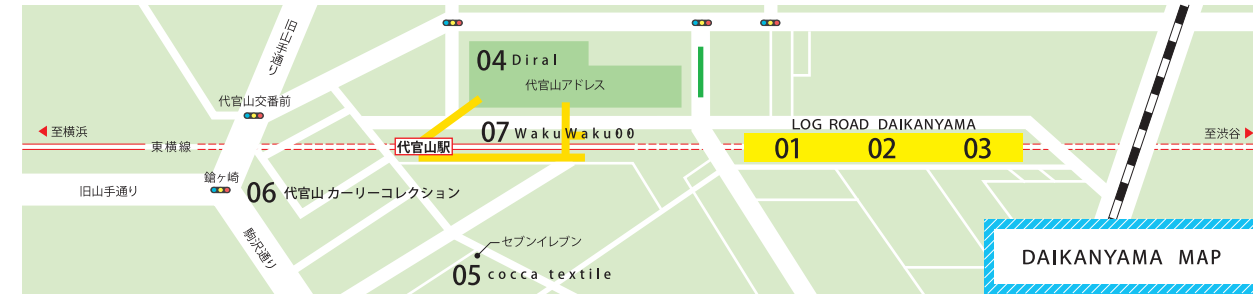 旧山手通り
04 Diral
代官山アドレス
代官山交番前
07 WakuWaku00
LOG ROAD DAIKANYAMA
至横浜
至渋谷
東横線
代官山駅
01 02 03
鎗ヶ崎
旧山手通り
06 代官山 カーリーコレクション
駒沢通り
セブンイレブン
05 cocca textile
DAIKANYAMA MAP